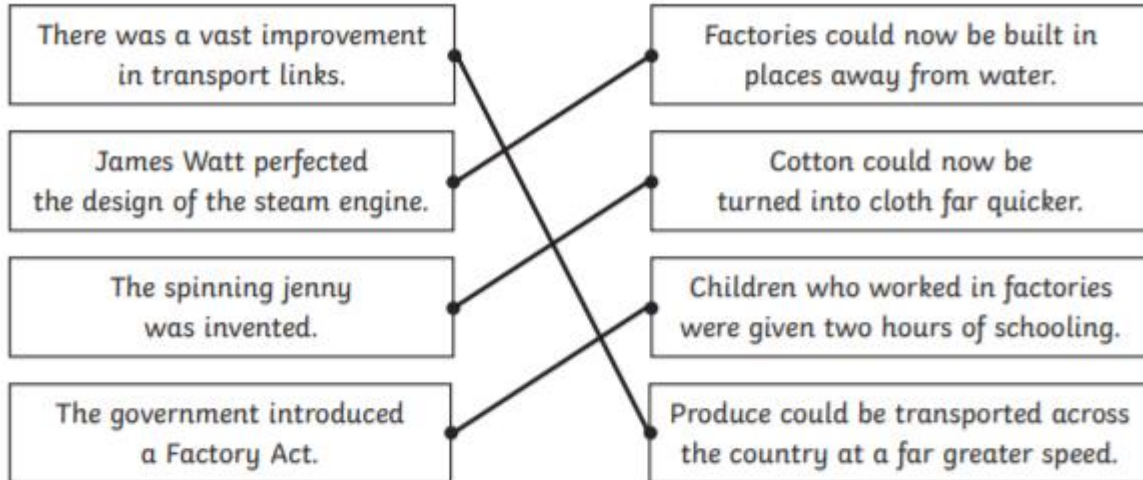 There was a vast improvement
in transport links.
James Watt perfected
the design of the steam engine.
The spinning jenny
was invented.
The government introduced
a Factory Act.
Factories could now be built in
places away from water.
Cotton could now be
turned into cloth far quicker.
Children who worked in factories
were given two hours of schooling.
Produce could be transported across
the country at a far greater speed.